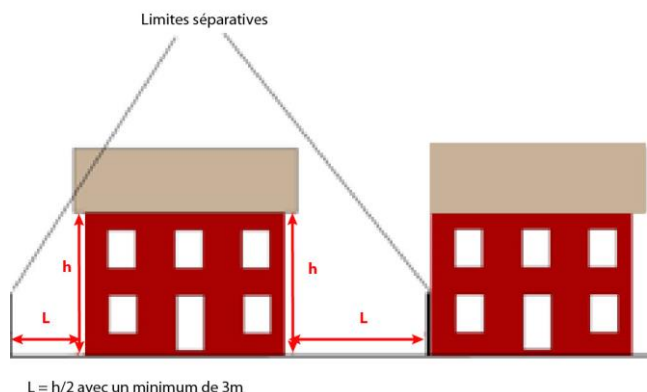 Limites séparatives
h
h
L
L
L = h/2 avec un minimum de 3m